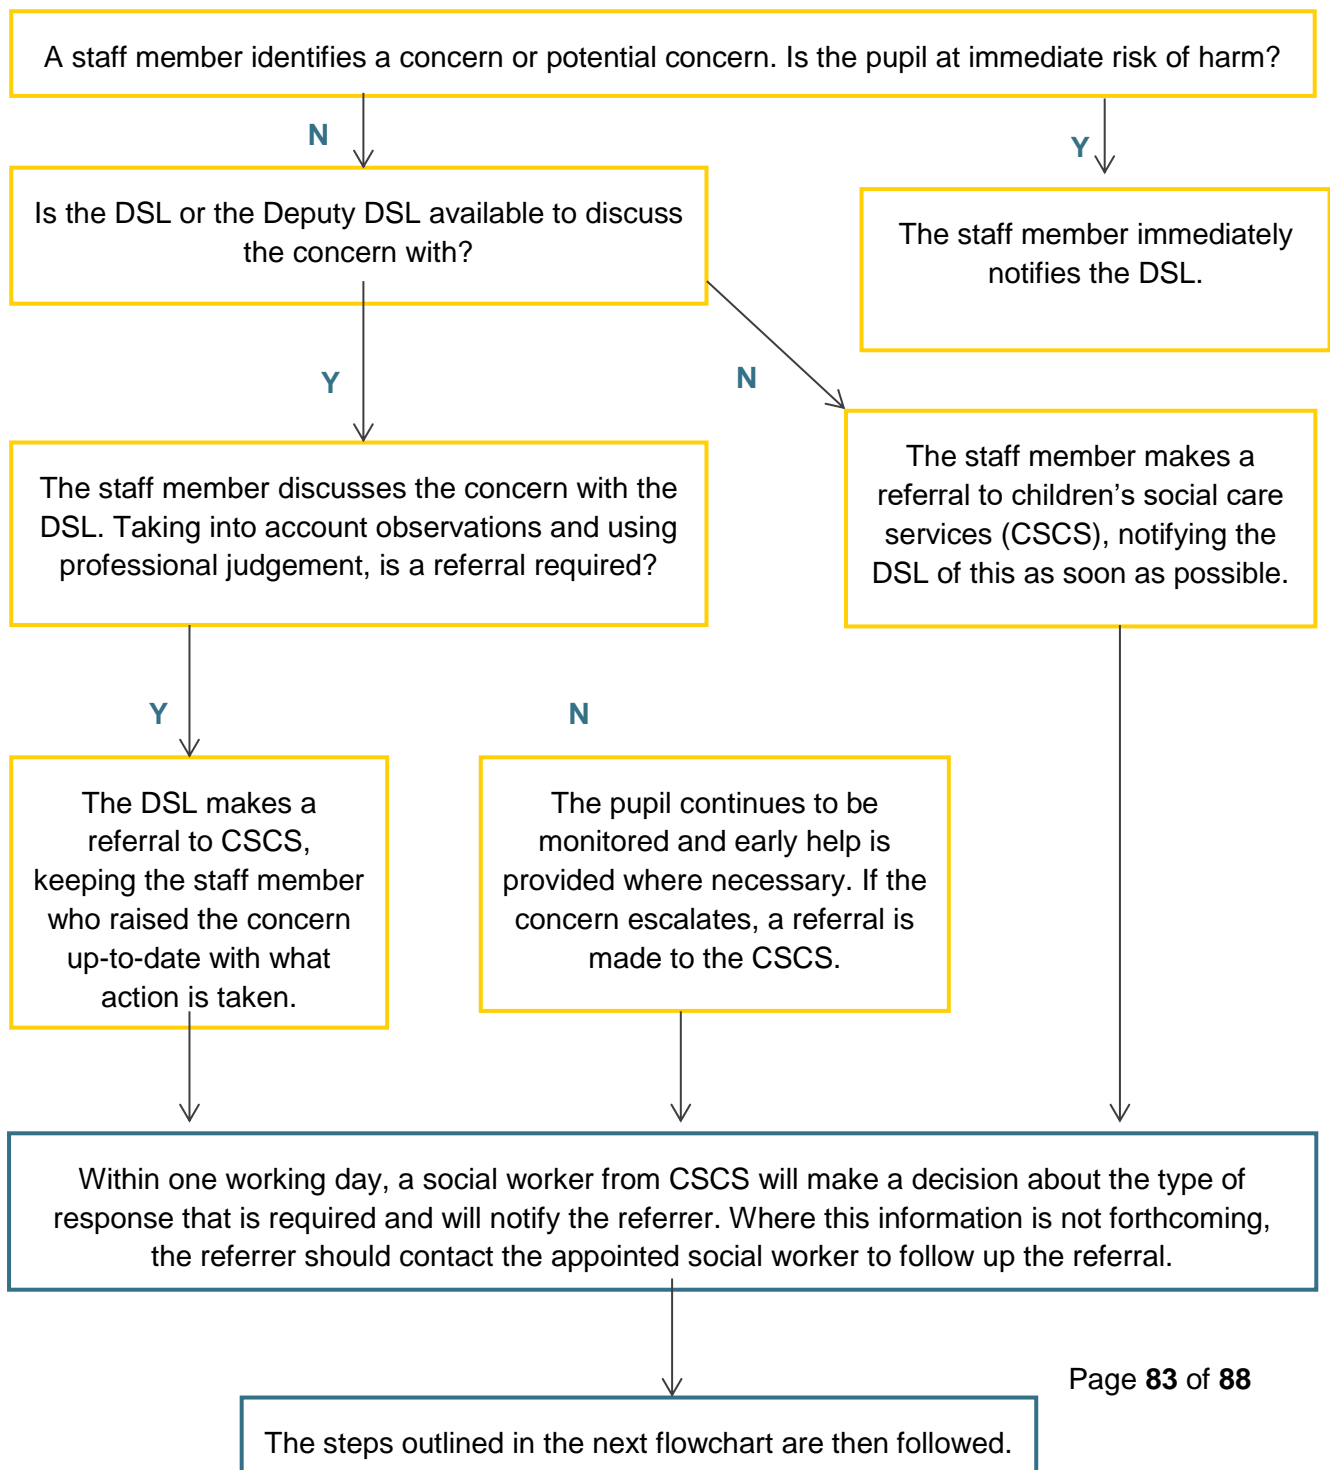 A staff member identifies a concern or potential concern. Is the pupil at immediate risk of harm?
N
Y
Is the DSL or the Deputy DSL available to discuss
the concern with?
The staff member immediately
notifies the DSL.
Y
N
The staff member discusses the concern with the
DSL. Taking into account observations and using
professional judgement, is a referral required?
The staff member makes a
referral to children’s social care
services (CSCS), notifying the
DSL of this as soon as possible.
Y
N
The DSL makes a
referral to CSCS,
keeping the staff member
who raised the concern
up-to-date with what
action is taken.
The pupil continues to be
monitored and early help is
provided where necessary. If the
concern escalates, a referral is
made to the CSCS.
Within one working day, a social worker from CSCS will make a decision about the type of
response that is required and will notify the referrer. Where this information is not forthcoming,
the referrer should contact the appointed social worker to follow up the referral.
Page 83 of 88
The steps outlined in the next flowchart are then followed.